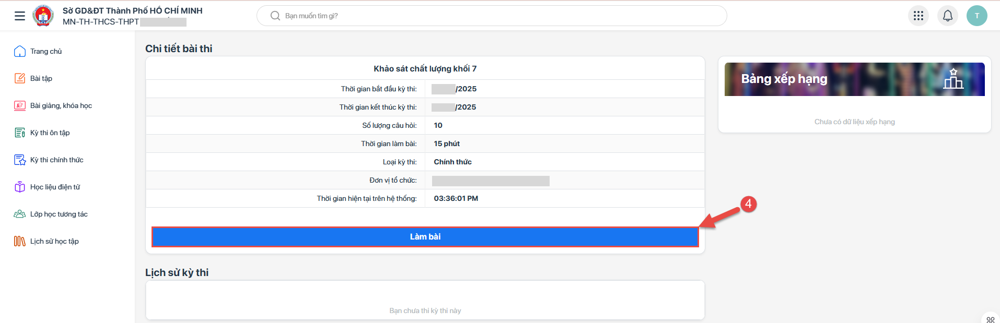 Sở GD&ĐT Thành Phố HỒ CHÍ MINH
MN-TH-THCS-THPT
Bạn muốn tìm gì?
T
Trang chủ
Bài tập
Bài giảng, khóa học
Kỳ thi ôn tập
Kỳ thi chính thức
Học liệu điện tử
Lớp học tương tác
Lịch sử học tập
Chi tiết bài thi
Khảo sát chất lượng khối 7
Thời gian bắt đầu kỳ thi: /2025
Thời gian kết thúc kỳ thi: /2025
Số lượng câu hỏi: 10
Thời gian làm bài: 15 phút
Loại kỳ thi: Chính thức
Đơn vị tổ chức:
Thời gian hiện tại trên hệ thống: 03:36:01 PM
4
Làm bài
Lịch sử kỳ thi
Bạn chưa thi kỳ thi này
Bảng xếp hạng
Chưa có dữ liệu xếp hạng